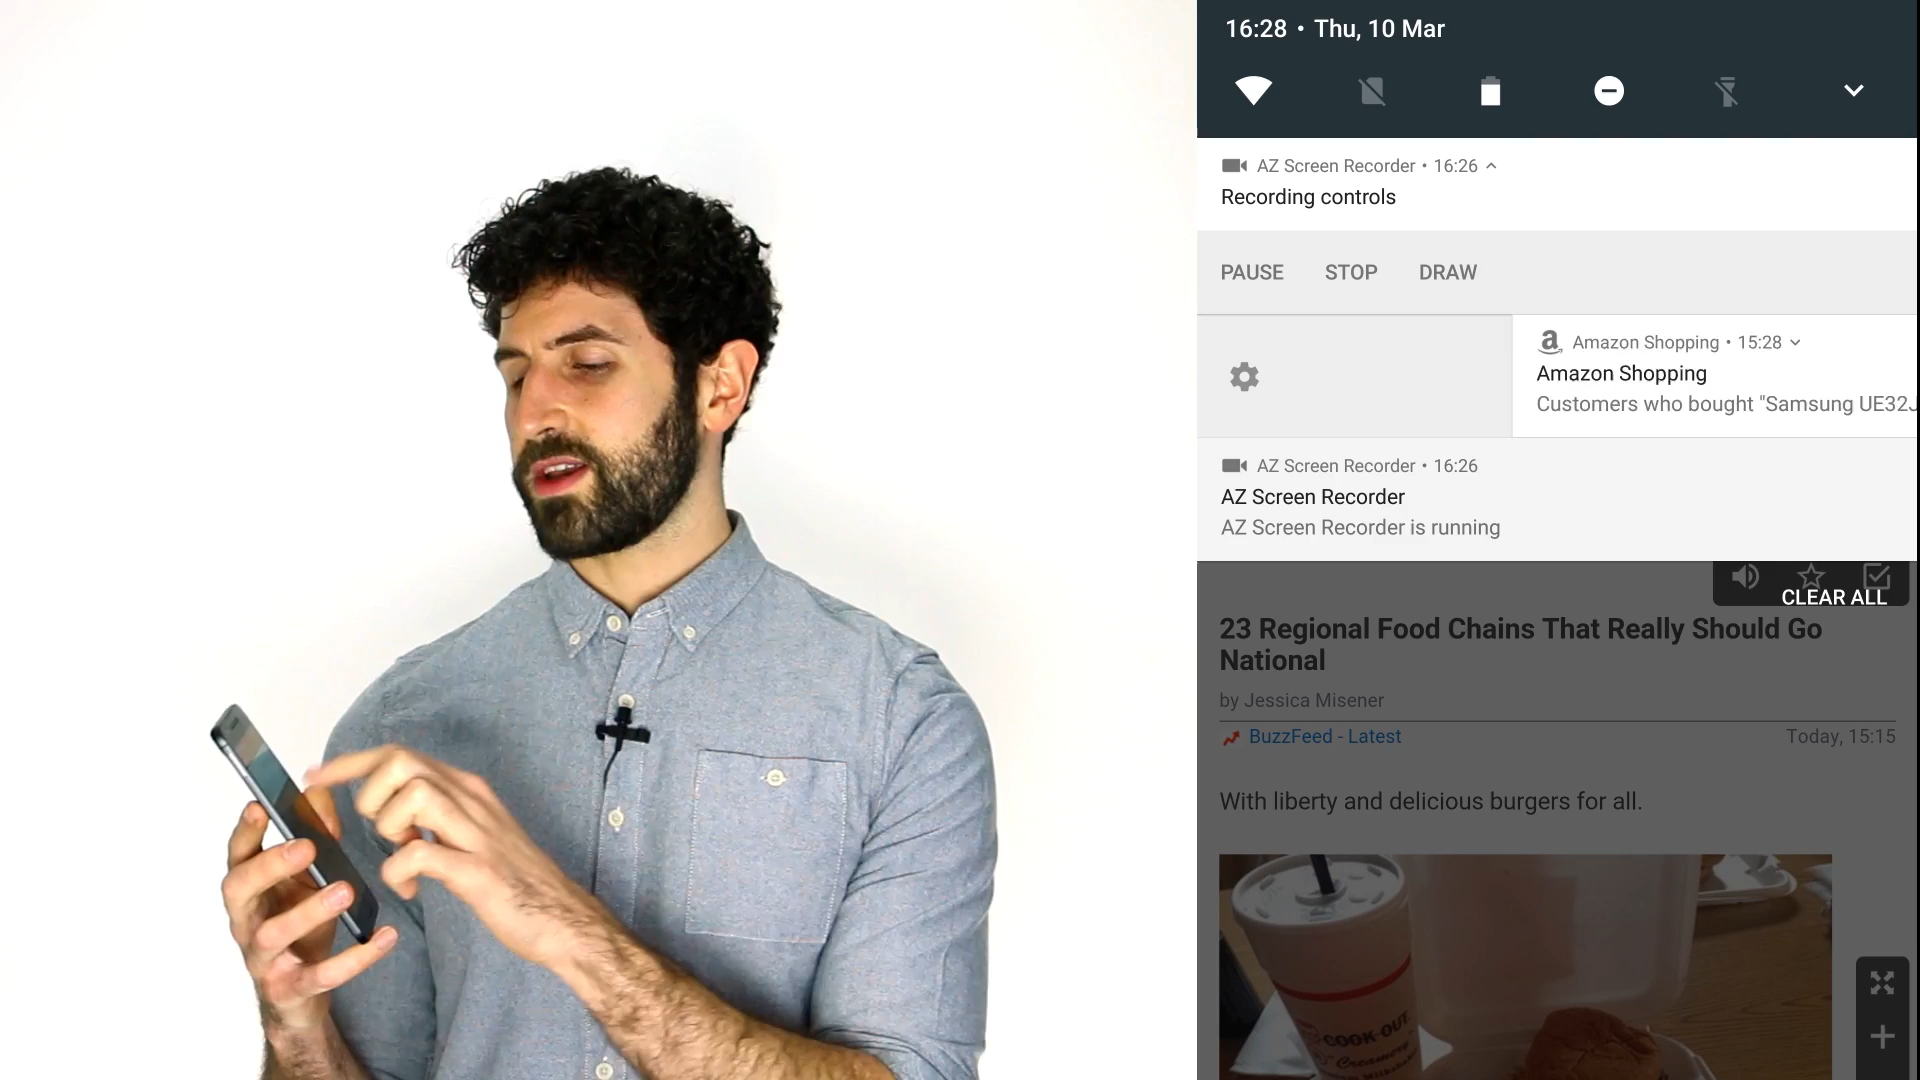 16:28 • Thu, 10 Mar
AZ Screen Recorder • 16:26
Recording controls
PAUSE STOP DRAW
Amazon Shopping • 15:28
Amazon Shopping
Customers who bought "Samsung UE32J
AZ Screen Recorder • 16:26
AZ Screen Recorder
AZ Screen Recorder is running
CLEAR ALL
23 Regional Food Chains That Really Should Go
National
by Jessica Misener
BuzzFeed - Latest Today, 15:15
With liberty and delicious burgers for all.
COOK-OUT